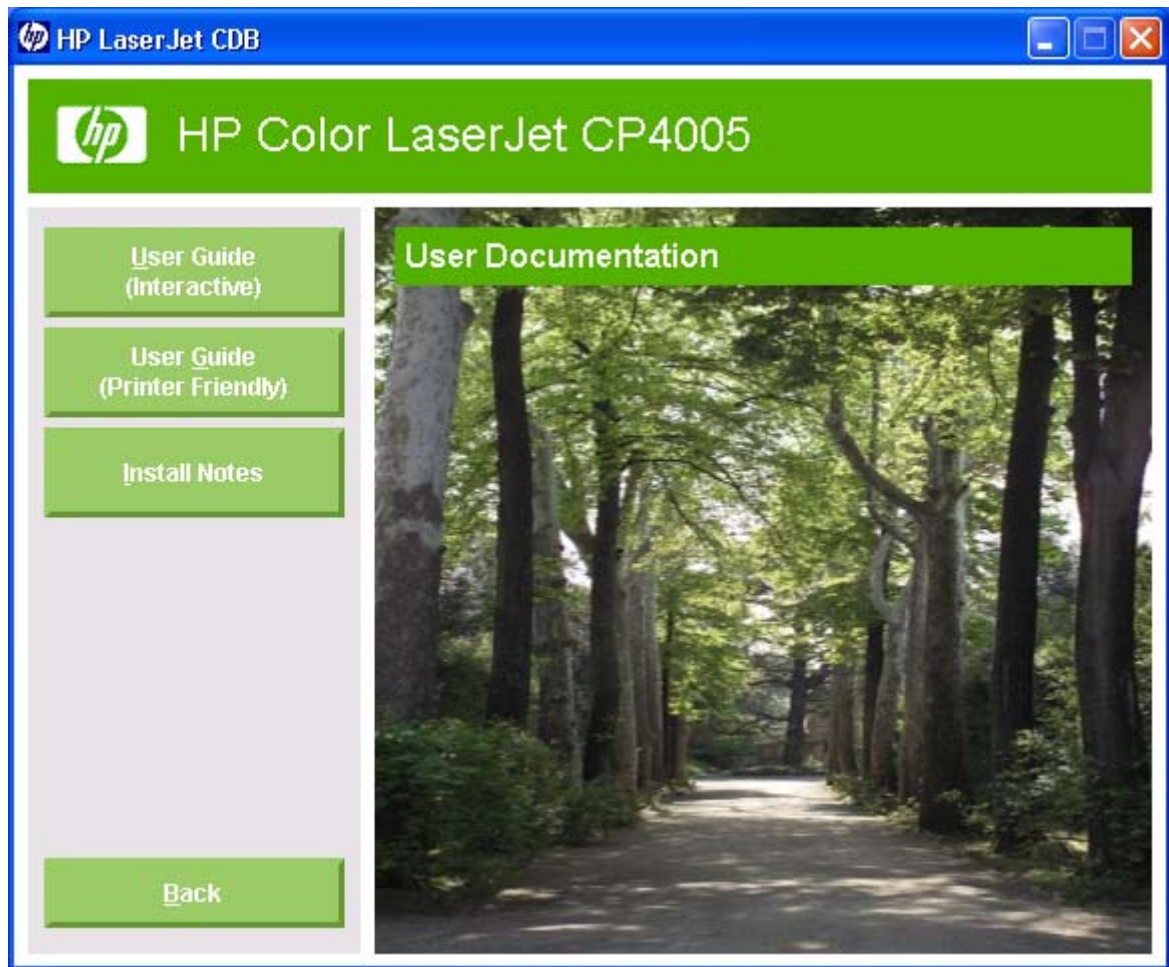 HP LaserJet CDB
hp HP Color LaserJet CP4005
User Guide
(Interactive)
User Guide
(Printer Friendly)
Install Notes
Back
User Documentation